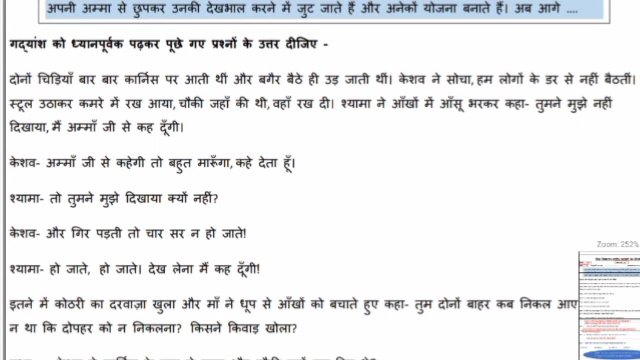 अपनी अम्मा से छुपकर उनकी देखभाल करने में जुट जाते हैं और अनेकों योजना बनाते हैं। अब आगे ....
गद्यांश को ध्यानपूर्वक पढ़कर पूछे गए प्रश्नों के उत्तर दीजिए -
दोनों चिड़ियाँ बार बार कार्निस पर आती थीं और बगैर बैठे ही उड़ जाती थीं। केशव ने सोचा, हम लोगों के डर से नहीं बैठतीं।
स्टूल उठाकर कमरे में रख आया, चौकी जहाँ की थी, वहाँ रख दी। श्यामा ने आँखों में आँसू भरकर कहा- तुमने मुझे नहीं
दिखाया, मैं अम्माँ जी से कह दूँगी।
केशव- अम्माँ जी से कहेगी तो बहुत मारूँगा, कहे देता हूँ।
श्यामा- तो तुमने मुझे दिखाया क्यों नहीं?
केशव- और गिर पड़ती तो चार सर न हो जाते!
Zoom: 252%
श्यामा- हो जाते, हो जाते। देख लेना मैं कह दूँगी!
इतने में कोठरी का दरवाज़ा खुला और माँ ने धूप से आँखों को बचाते हुए कहा- तुम दोनों बाहर कब निकल आए
न था कि दोपहर को न निकलना? किसने किवाड़ खोला?